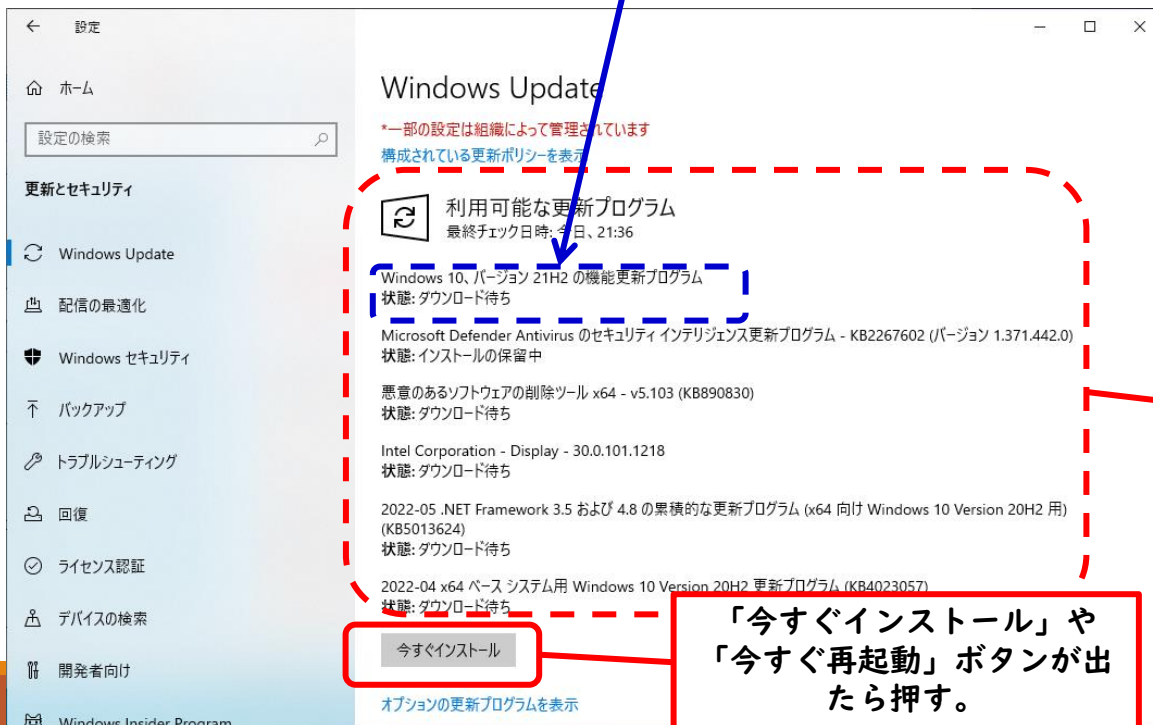 設定
ホーム
設定の検索
更新とセキュリティ
Windows Update
配信の最適化
Windows セキュリティ
バックアップ
トラブルシューティング
回復
ライセンス認証
デバイスの検索
開発者向け
Windows Insider Program
Windows Update
*一部の設定は組織によって管理されています
構成されている更新ポリシーを表示
利用可能な更新プログラム
最終チェック日時: 今日、21:36
Windows 10、バージョン 21H2 の機能更新プログラム
状態: ダウンロード待ち
Microsoft Defender Antivirus のセキュリティ インテリジェンス更新プログラム - KB2267602 (バージョン 1.371.442.0)
状態: インストールの保留中
悪意のあるソフトウェアの削除ツール x64 - v5.103 (KB890830)
状態: ダウンロード待ち
Intel Corporation - Display - 30.0.101.1218
状態: ダウンロード待ち
2022-05 .NET Framework 3.5 および 4.8 の累積的な更新プログラム (x64 向け Windows 10 Version 20H2 用)
(KB5013624)
状態: ダウンロード待ち
2022-04 x64 ベース システム用 Windows 10 Version 20H2 更新プログラム (KB4023057)
状態: ダウンロード待ち
今すぐインストール
オプションの更新プログラムを表示
「今すぐインストール」や
「今すぐ再起動」ボタンが出
たら押す。